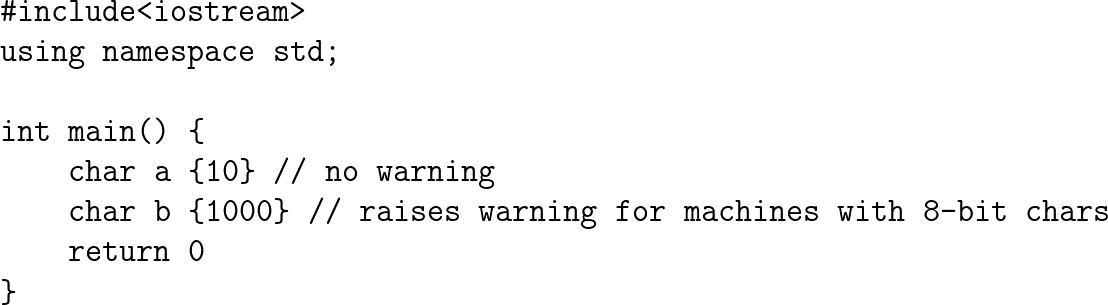 #include<iostream>
using namespace std;

int main() {
    char a {10} // no warning
    char b {1000} // raises warning for machines with 8-bit chars
    return 0
}